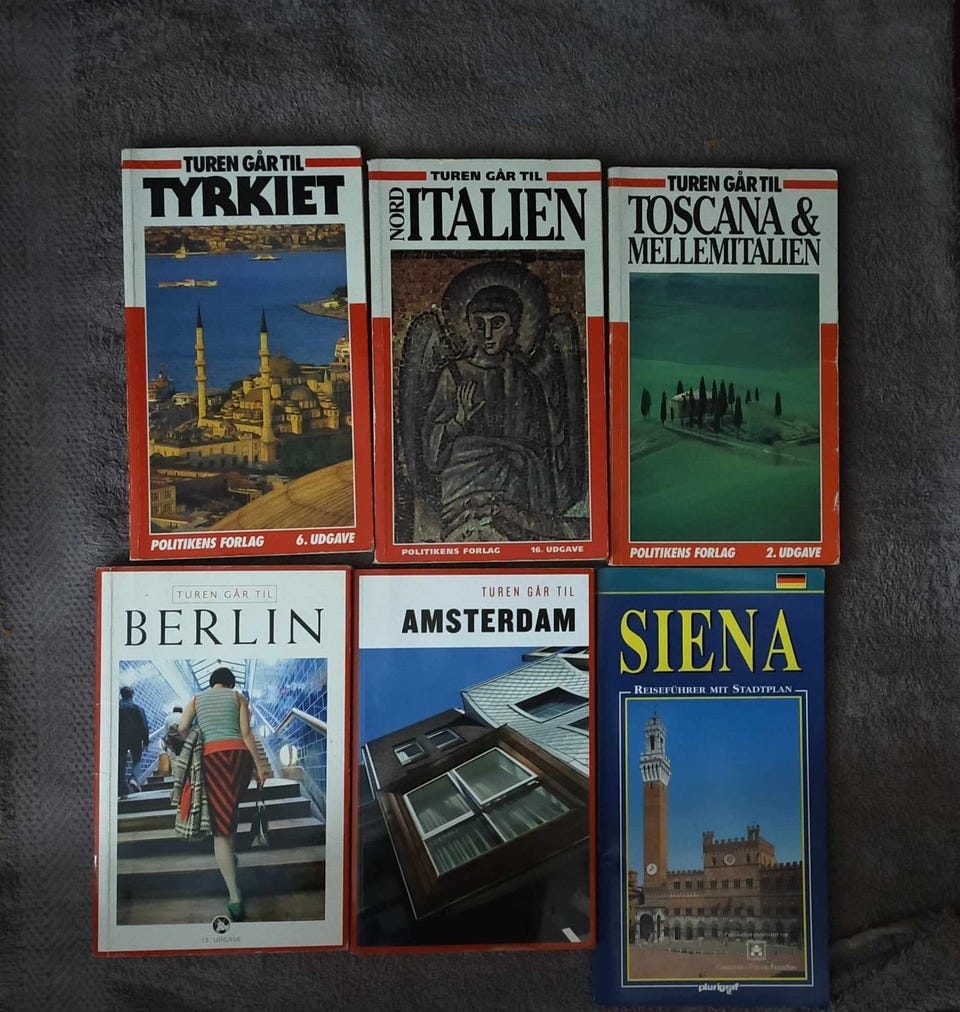 TUREN GÅR TIL
TYRKIET
POLITIKENS FORLAG 6. UDGAVE
TUREN GÅR TIL
NORD
ITALIEN
POLITIKENS FORLAG 16. UDGAVE
TUREN GÅR TIL
TOSCANA &
MELLEMITALIEN
POLITIKENS FORLAG 2. UDGAVE
TUREN GÅR TIL
BERLIN
15. UDGAVE
TUREN GÅR TIL
AMSTERDAM
SIENA
REISEFÜHRER MIT STADTPLAN
plurigraf